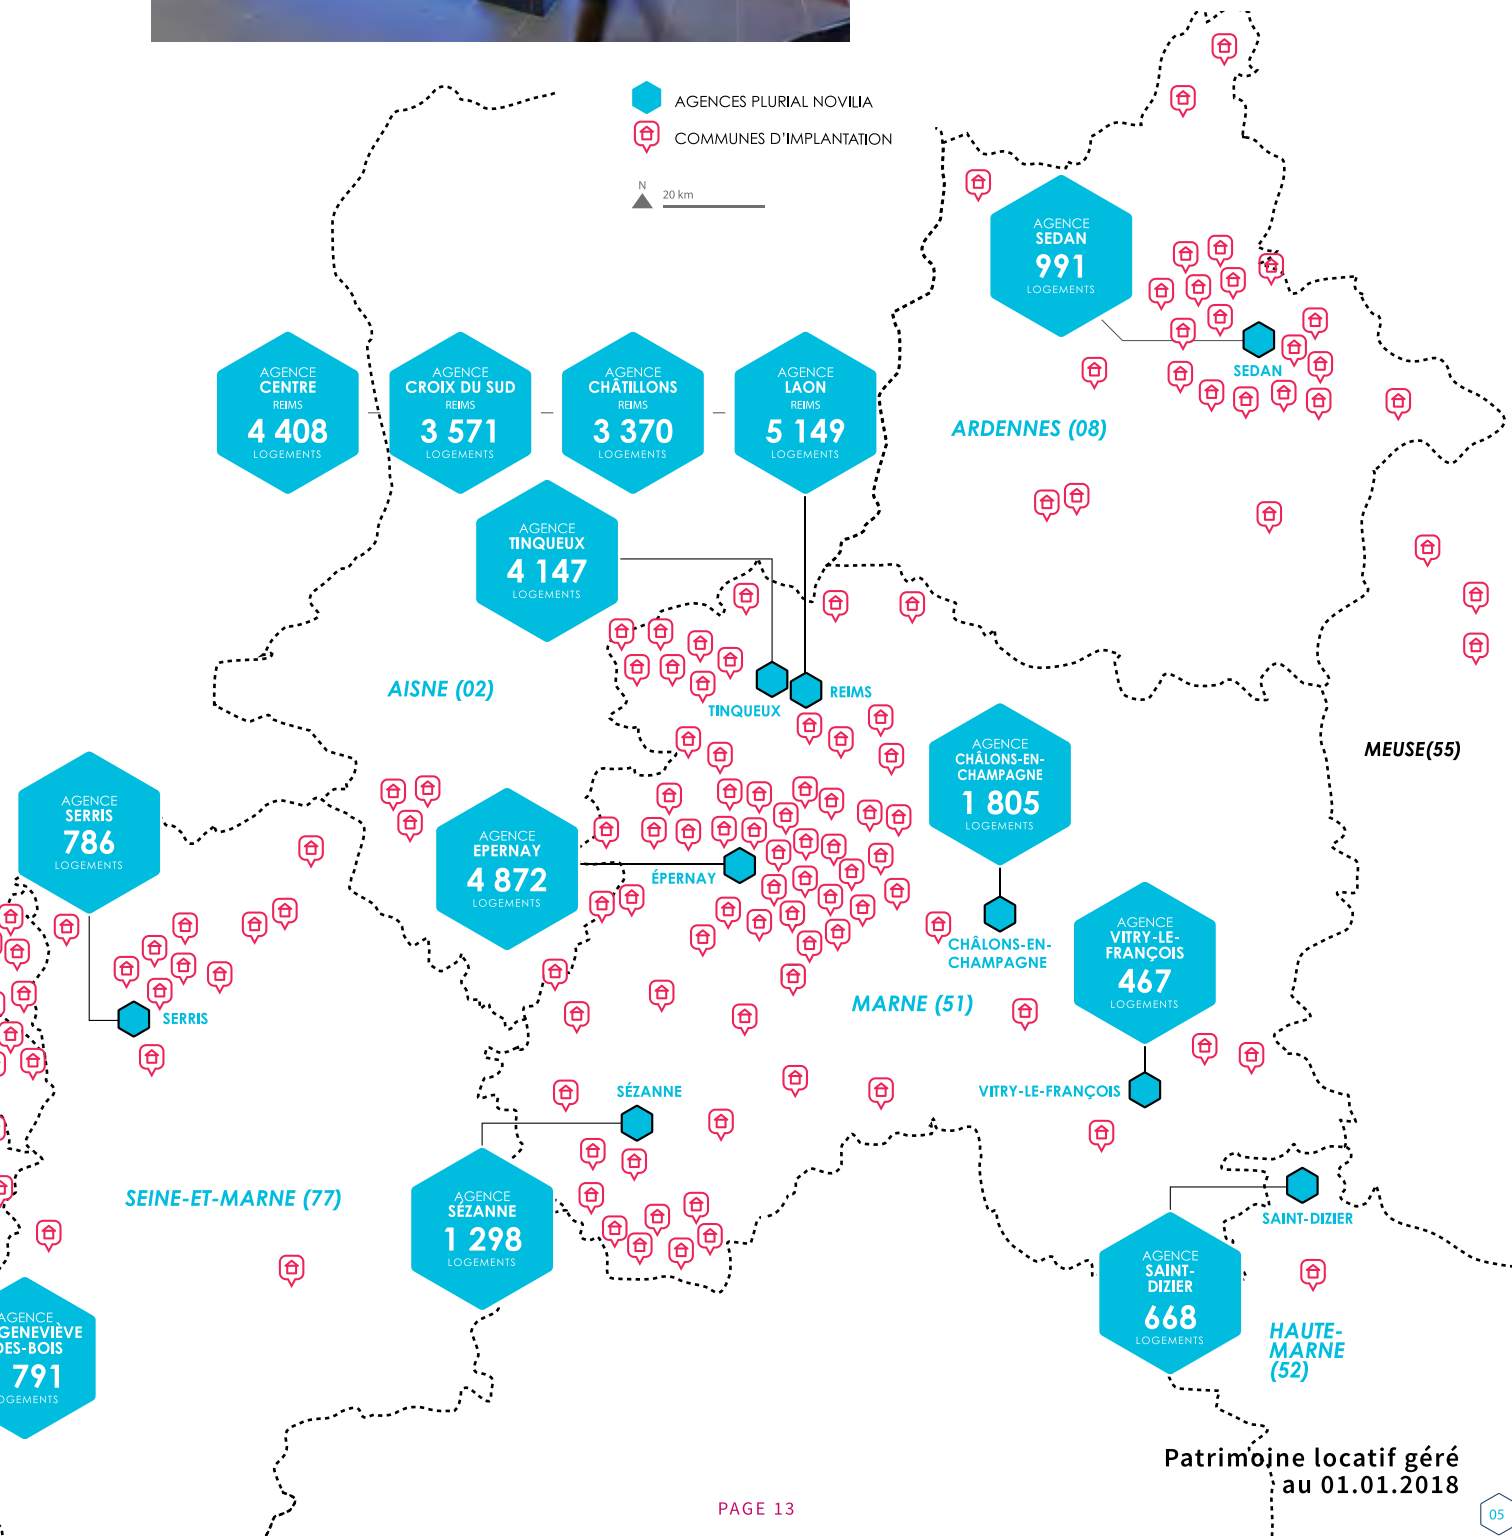 AGENCES PLURIAL NOVILIA
COMMUNES D'IMPLANTATION
N
20 km
AGENCE
SEDAN
991
LOGEMENTS
SEDAN
ARDENNES (08)
AGENCE
CENTRE
REIMS
4 408
LOGEMENTS
AGENCE
CROIX DU SUD
REIMS
3 571
LOGEMENTS
AGENCE
CHÂTILLONS
REIMS
3 370
LOGEMENTS
AGENCE
LAON
REIMS
5 149
LOGEMENTS
AGENCE
TINQUEUX
4 147
LOGEMENTS
AISNE (02)
TINQUEUX
REIMS
MEUSE(55)
AGENCE
CHÂLONS-EN-
CHAMPAGNE
1 805
LOGEMENTS
AGENCE
SERRIS
786
LOGEMENTS
AGENCE
EPERNAY
4 872
LOGEMENTS
ÉPERNAY
CHÂLONS-EN-
CHAMPAGNE
AGENCE
VITRY-LE-
FRANÇOIS
467
LOGEMENTS
MARNE (51)
SERRIS
SÉZANNE
VITRY-LE-FRANÇOIS
SEINE-ET-MARNE (77)
AGENCE
SÉZANNE
1 298
LOGEMENTS
SAINT-DIZIER
AGENCE
SAINT-
DIZIER
668
LOGEMENTS
HAUTE-
MARNE
(52)
AGENCE
GENEVIÈVE
DES-BOIS
791
LOGEMENTS
Patrimoine locatif géré
au 01.01.2018
PAGE 13
05